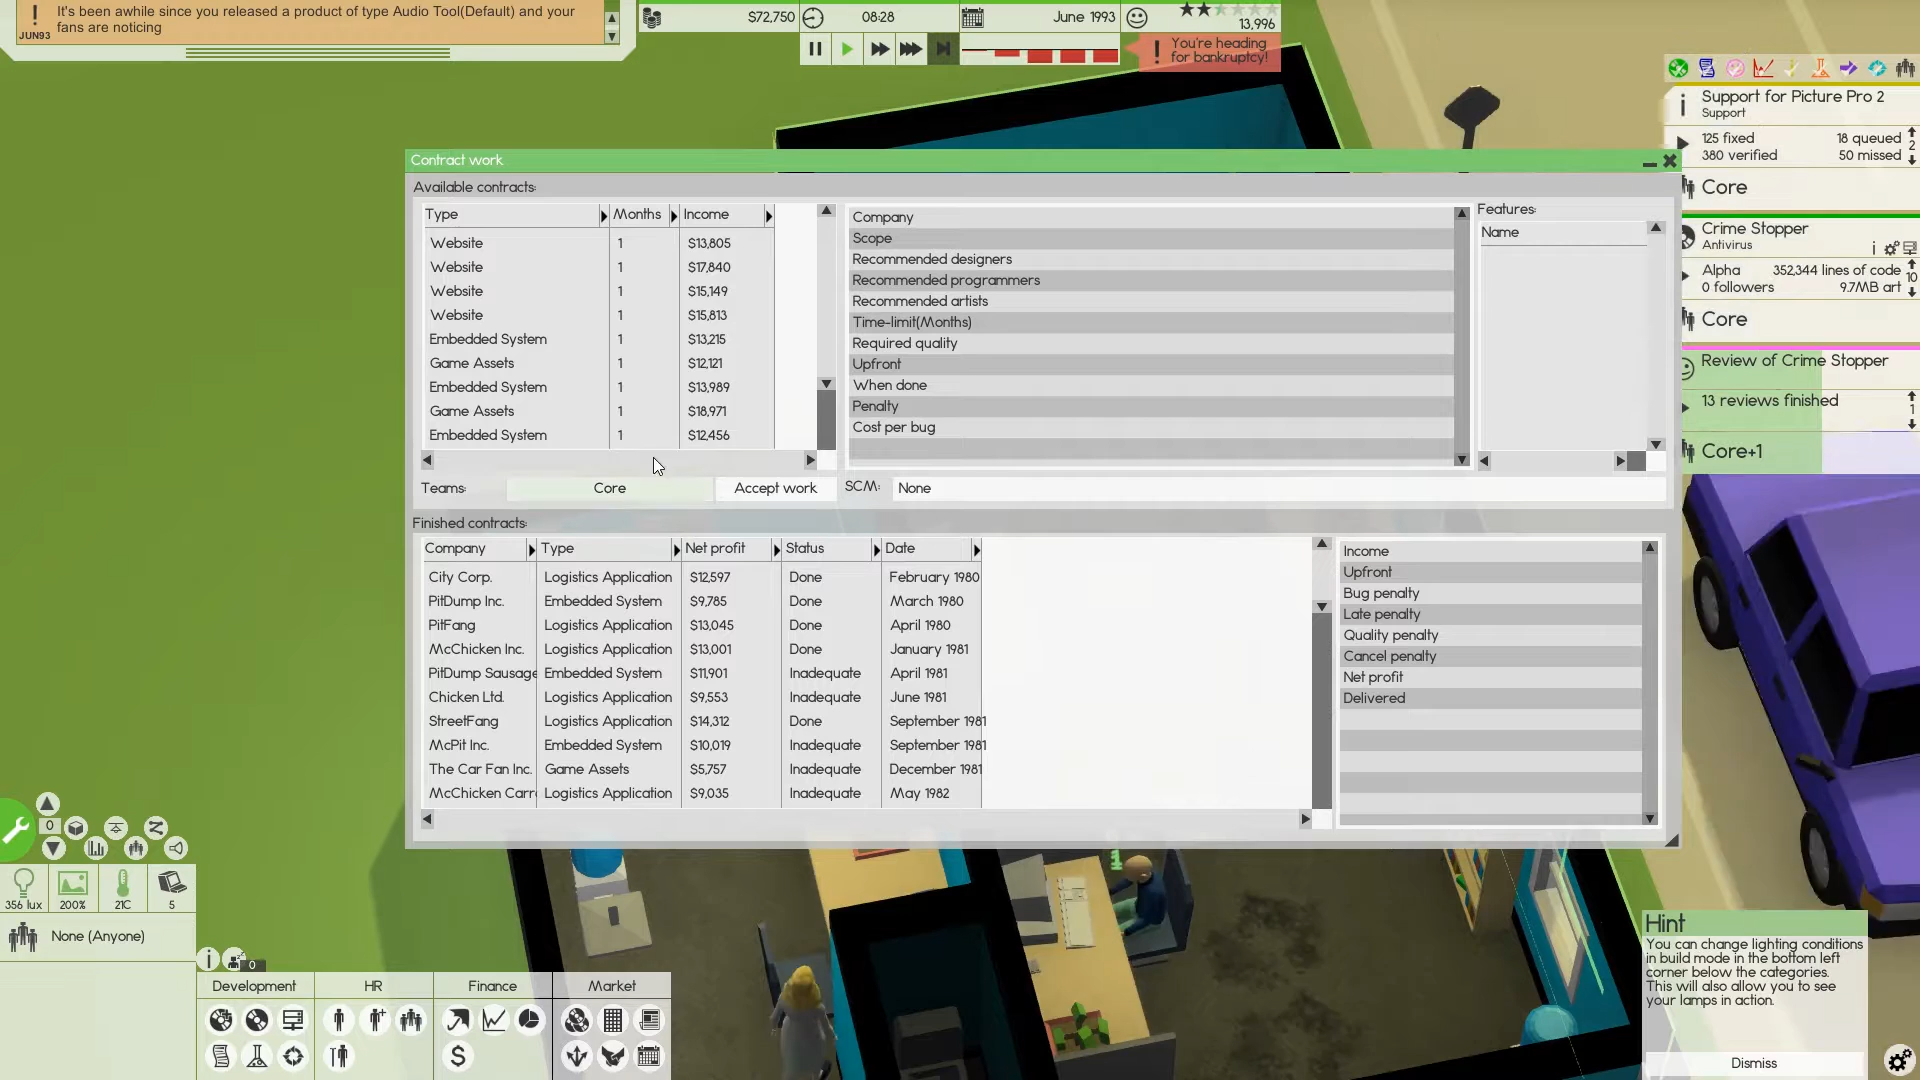 It's been awhile since you released a product of type Audio Tool(Default) and your
fans are noticing
JUN93
$72,750
08:28
June 1993
13,996
You're heading
for bankruptcy!
Support for Picture Pro 2
Support
125 fixed 18 queued
380 verified 50 missed
2
Core
Crime Stopper
Antivirus
Alpha 352,344 lines of code
0 followers 9.7MB art
10
Core
Review of Crime Stopper
13 reviews finished
1
Core+1
Contract work
Available contracts:
Type Months Income
Website 1 $13,805
Website 1 $17,840
Website 1 $15,149
Website 1 $15,813
Embedded System 1 $13,215
Game Assets 1 $12,121
Embedded System 1 $13,989
Game Assets 1 $18,971
Embedded System 1 $12,456
Company
Scope
Recommended designers
Recommended programmers
Recommended artists
Time-limit(Months)
Required quality
Upfront
When done
Penalty
Cost per bug
Features:
Name
Teams: Core Accept work SCM: None
Finished contracts:
Company Type Net profit Status Date
City Corp. Logistics Application $12,597 Done February 1980
PitDump Inc. Embedded System $9,785 Done March 1980
PitFang Logistics Application $13,045 Done April 1980
McChicken Inc. Logistics Application $13,001 Done January 1981
PitDump Sausage Embedded System $11,901 Inadequate April 1981
Chicken Ltd. Logistics Application $9,553 Inadequate June 1981
StreetFang Logistics Application $14,312 Done September 1981
McPit Inc. Embedded System $10,019 Inadequate September 1981
The Car Fan Inc. Game Assets $5,757 Inadequate December 1981
McChicken Carr Logistics Application $9,035 Inadequate May 1982
Income
Upfront
Bug penalty
Late penalty
Quality penalty
Cancel penalty
Net profit
Delivered
0
356 lux 200% 21C 5
None (Anyone)
0
Development HR Finance Market
1
Hint
You can change lighting conditions
in build mode in the bottom left
corner below the categories.
This will also allow you to see
your lamps in action.
Dismiss